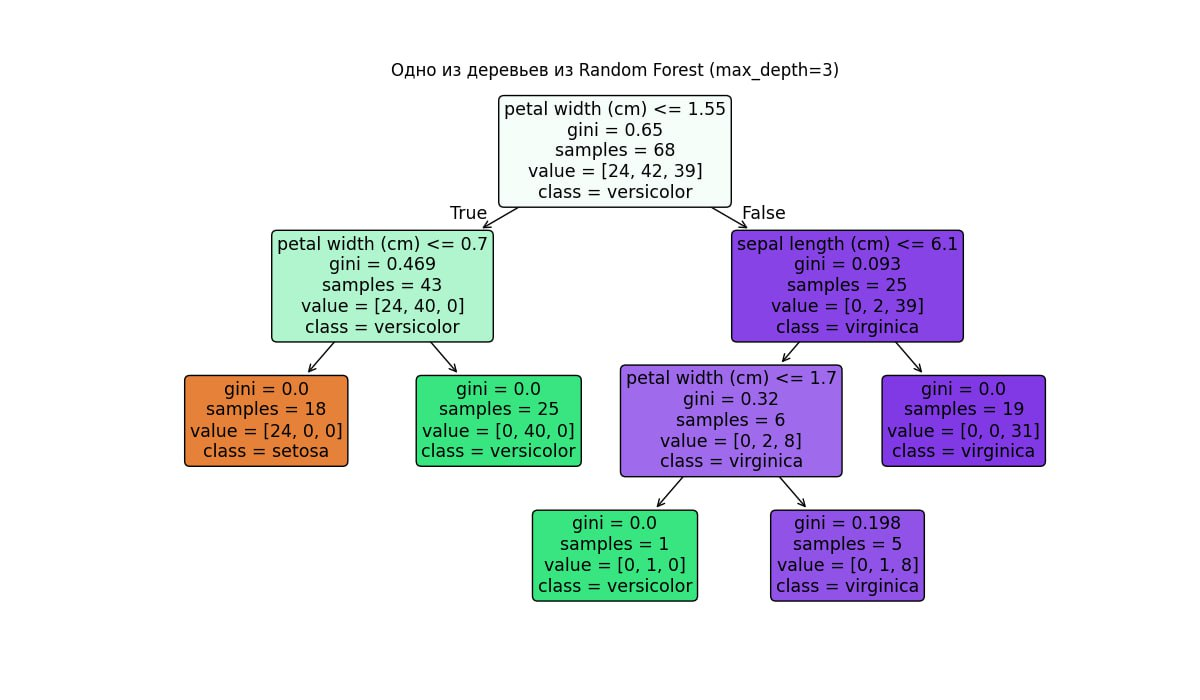 Одно из деревьев из Random Forest (max_depth=3)
petal width (cm) <= 1.55
gini = 0.65
samples = 68
value = [24, 42, 39]
class = versicolor
True
False
petal width (cm) <= 0.7
gini = 0.469
samples = 43
value = [24, 40, 0]
class = versicolor
sepal length (cm) <= 6.1
gini = 0.093
samples = 25
value = [0, 2, 39]
class = virginica
gini = 0.0
samples = 18
value = [24, 0, 0]
class = setosa
gini = 0.0
samples = 25
value = [0, 40, 0]
class = versicolor
petal width (cm) <= 1.7
gini = 0.32
samples = 6
value = [0, 2, 8]
class = virginica
gini = 0.0
samples = 19
value = [0, 0, 31]
class = virginica
gini = 0.0
samples = 1
value = [0, 1, 0]
class = versicolor
gini = 0.198
samples = 5
value = [0, 1, 8]
class = virginica